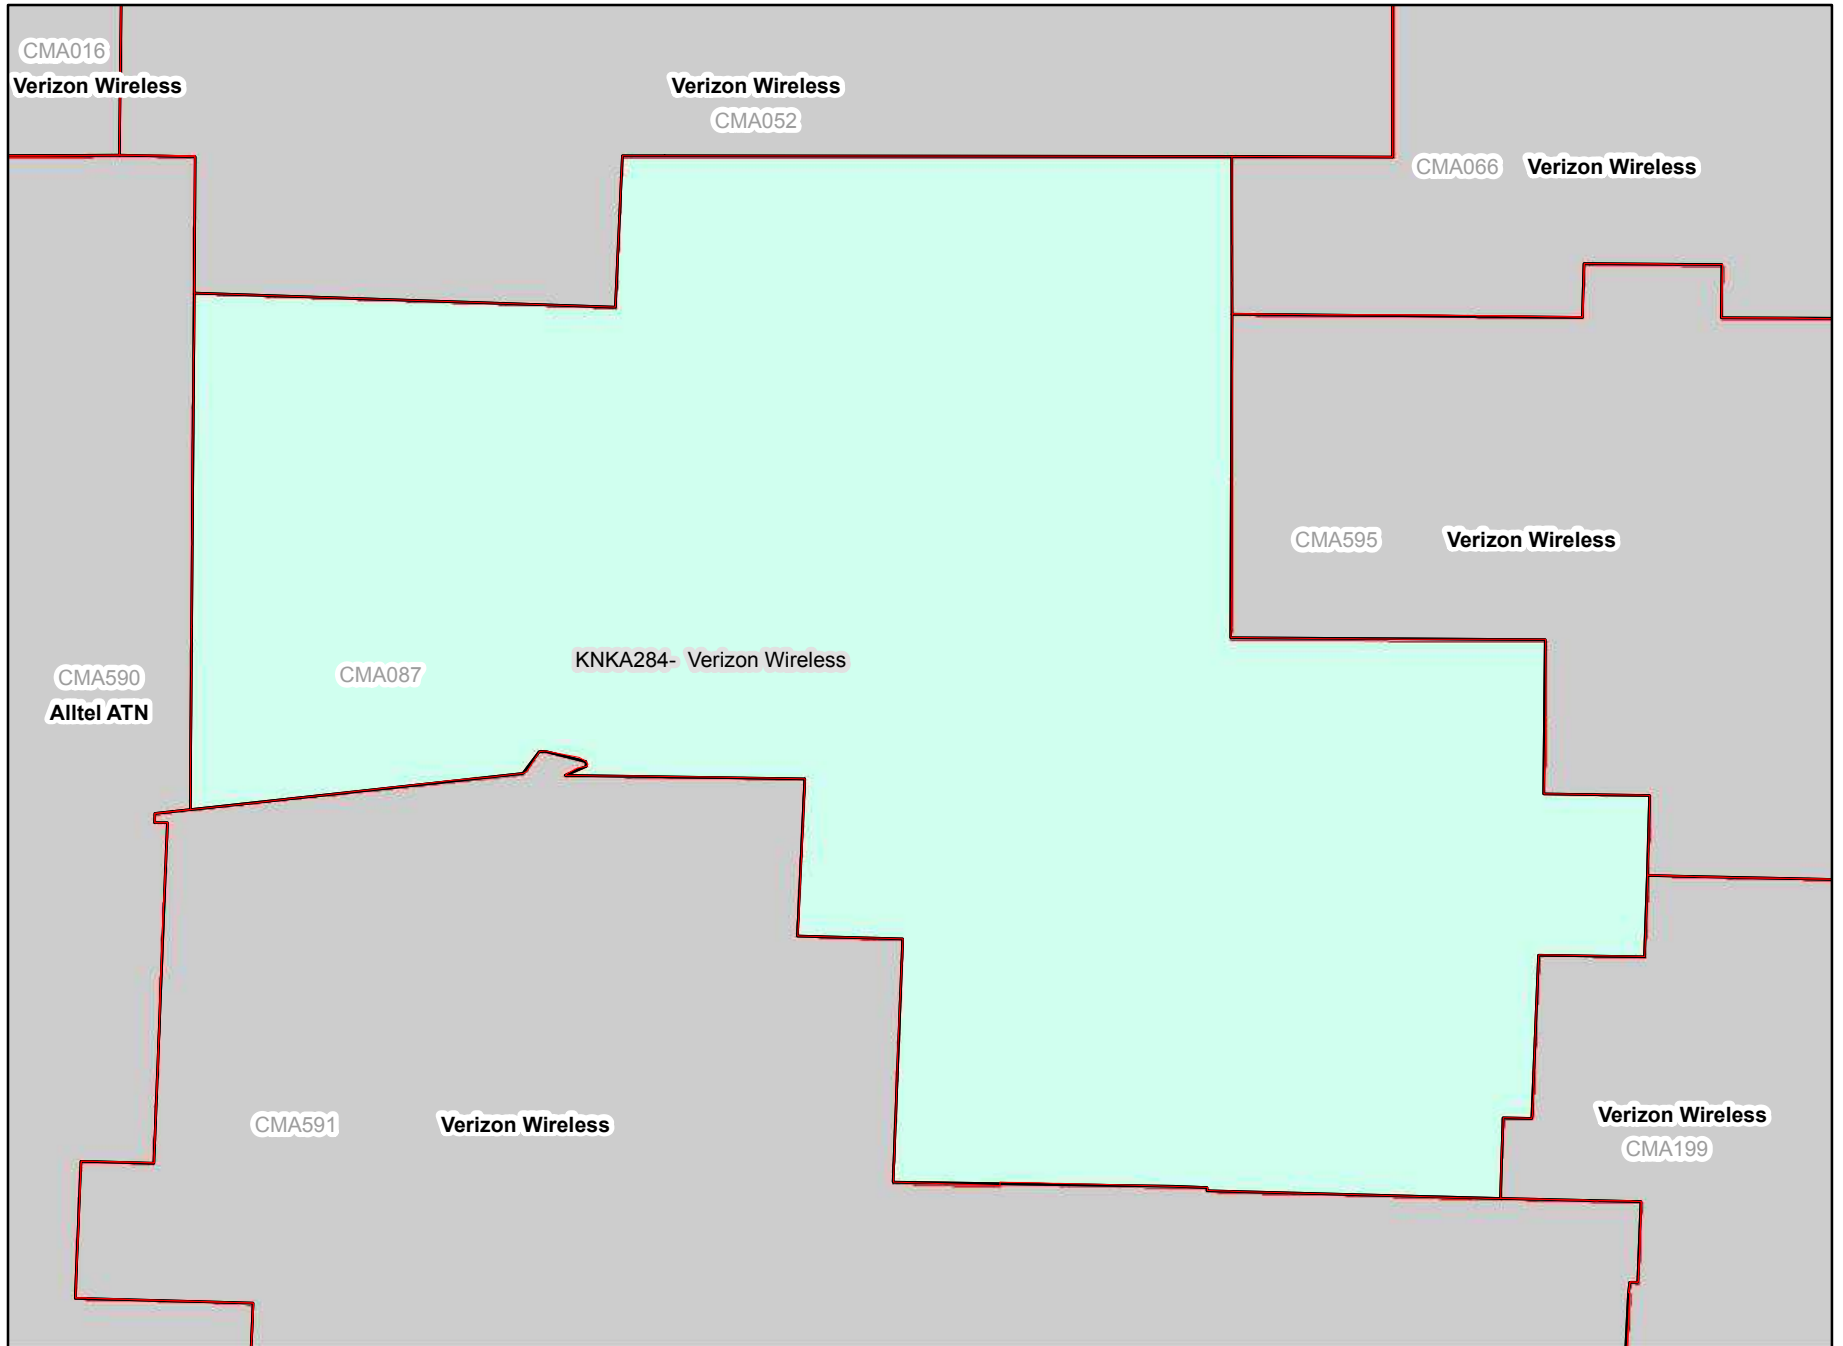 CMA016
Verizon Wireless
Verizon Wireless
CMA052
CMA066 Verizon Wireless
CMA595 Verizon Wireless
KNKA284- Verizon Wireless
CMA087
CMA590
Alltel ATN
CMA591 Verizon Wireless
Verizon Wireless
CMA199